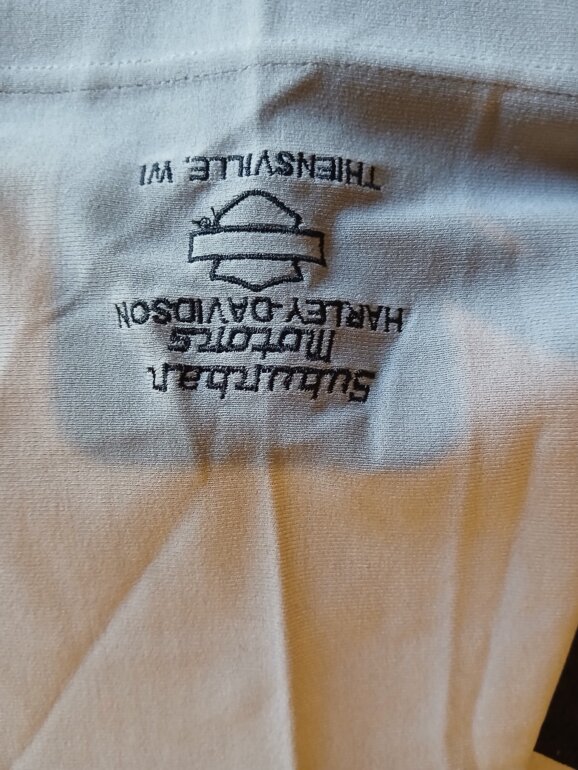 Suburban
Motors
HARLEY-DAVIDSON
THIENSVILLE, WI